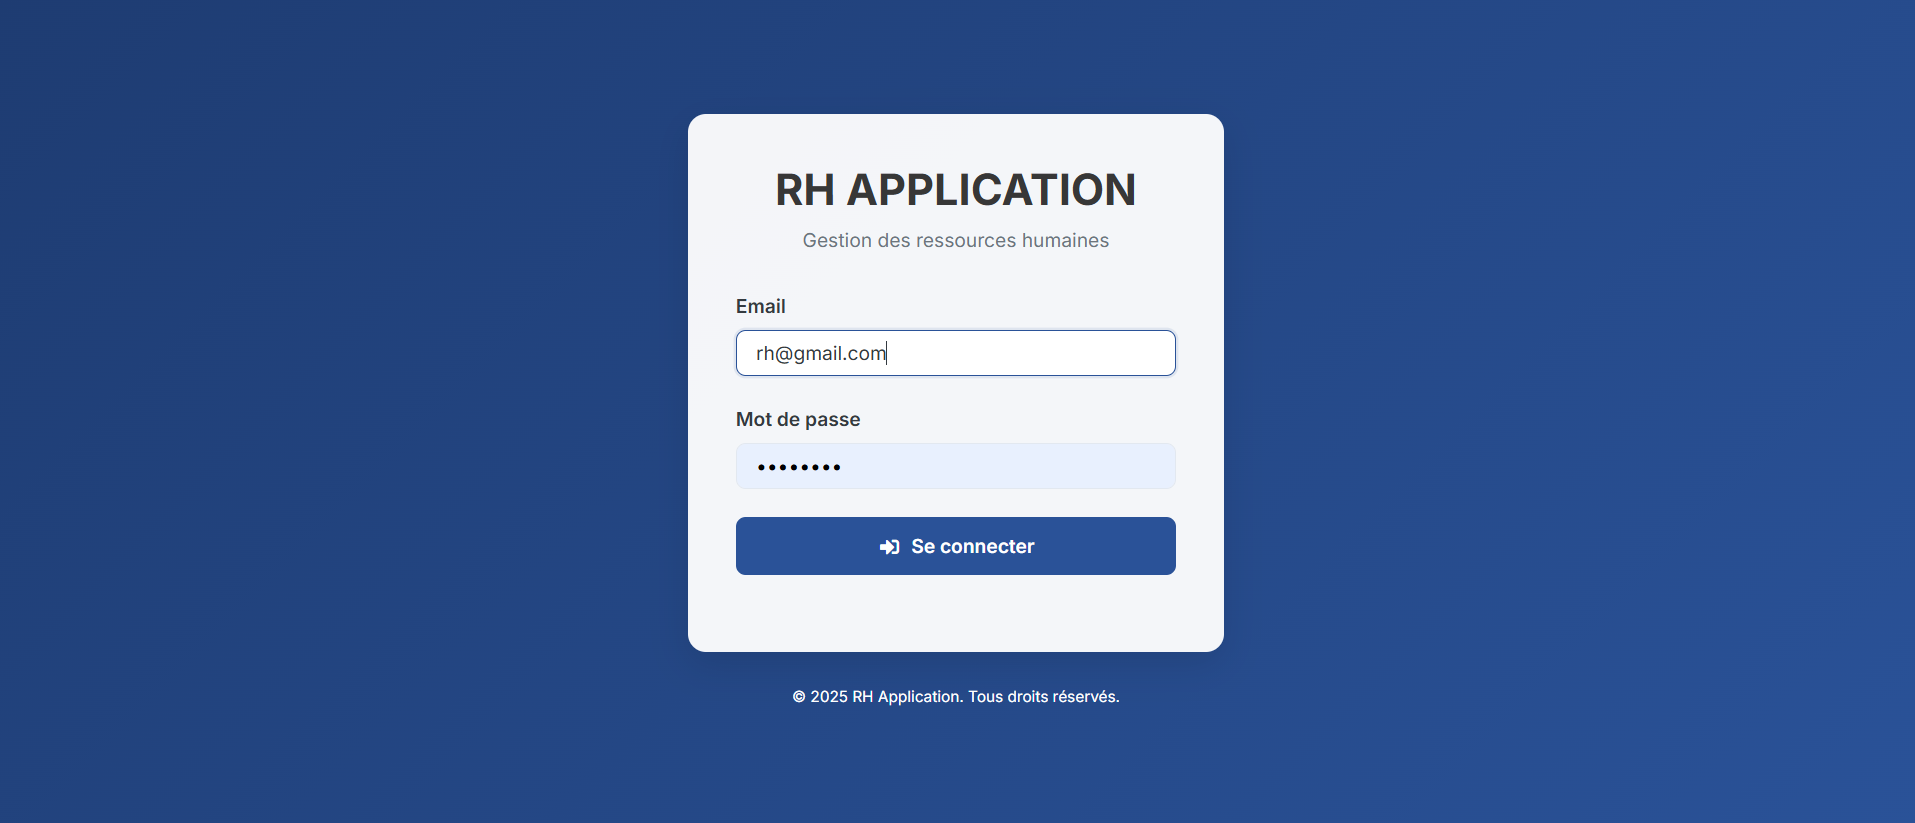 RH APPLICATION
Gestion des ressources humaines
Email
rh@gmail.com
Mot de passe
••••••••
Se connecter
© 2025 RH Application. Tous droits réservés.